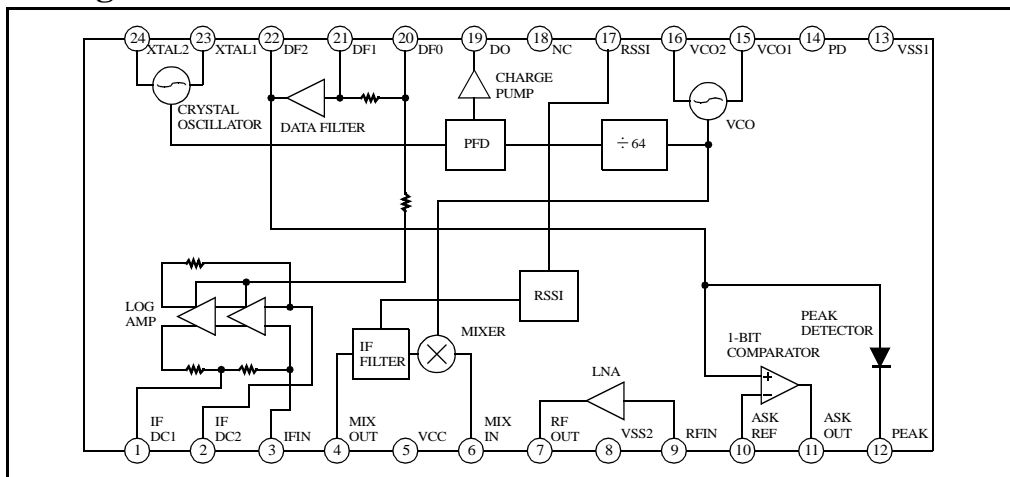 24 XTAL2 23 XTAL1 22 DF2 21 DF1 20 DF0 19 DO 18 NC 17 RSSI 16 VCO2 15 VCO1 14 PD 13 VSS1
CRYSTAL
OSCILLATOR
DATA FILTER
CHARGE
PUMP
VCO
PFD
÷ 64
RSSI
LOG
AMP
IF
FILTER
MIXER
LNA
1-BIT
COMPARATOR
PEAK
DETECTOR
+
−
IF
DC1
IF
DC2
IFIN
MIX
OUT
VCC
MIX
IN
RF
OUT
VSS2
RFIN
ASK
REF
ASK
OUT
PEAK
1 2 3 4 5 6 7 8 9 10 11 12